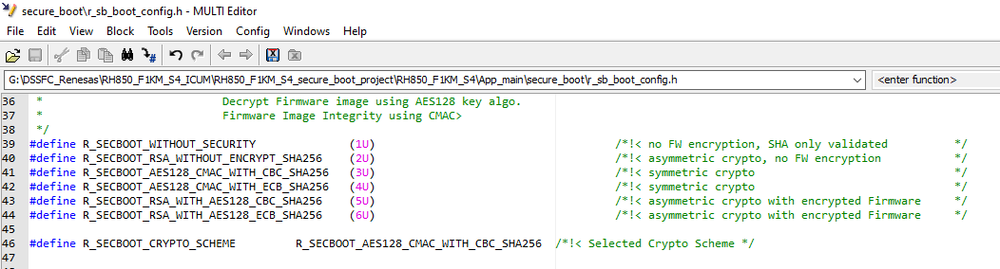 secure_boot\r_sb_boot_config.h - MULTI Editor
File Edit View Block Tools Version Config Windows Help
G:\DSSFC_Renesas\RH850_F1KM_S4_ICUM\RH850_F1KM_S4_secure_boot_project\RH850_F1KM_S4\App_main\secure_boot\r_sb_boot_config.h <enter function>
36 * Decrypt Firmware image using AES128 key algo.
37 * Firmware Image Integrity using CMAC>
38 */
39 #define R_SECBOOT_WITHOUT_SECURITY (1U) /*!< no FW encryption, SHA only validated */
40 #define R_SECBOOT_RSA_WITHOUT_ENCRYPT_SHA256 (2U) /*!< asymmetric crypto, no FW encryption */
41 #define R_SECBOOT_AES128_CMAC_WITH_CBC_SHA256 (3U) /*!< symmetric crypto */
42 #define R_SECBOOT_AES128_CMAC_WITH_ECB_SHA256 (4U) /*!< symmetric crypto */
43 #define R_SECBOOT_RSA_WITH_AES128_CBC_SHA256 (5U) /*!< asymmetric crypto with encrypted Firmware */
44 #define R_SECBOOT_RSA_WITH_AES128_ECB_SHA256 (6U) /*!< asymmetric crypto with encrypted Firmware */
45
46 #define R_SECBOOT_CRYPTO_SCHEME R_SECBOOT_AES128_CMAC_WITH_CBC_SHA256 /*!< Selected Crypto Scheme */
47